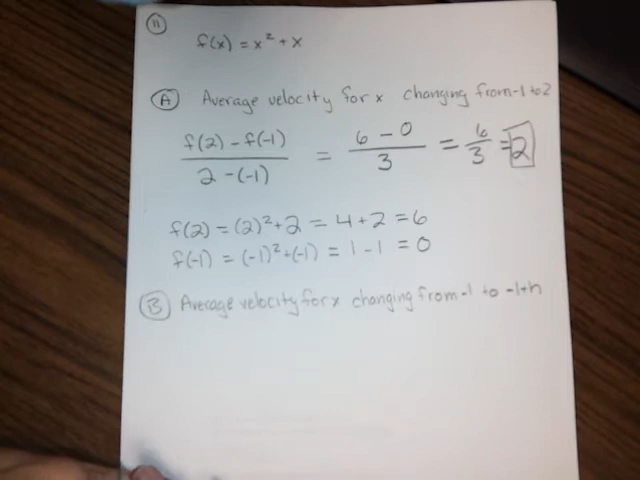 11
f(x) = x² + x
A Average velocity for x changing from -1 to 2
f(2) - f(-1) / 2 - (-1) = 6 - 0 / 3 = 6/3 = 2
f(2) = (2)² + 2 = 4 + 2 = 6
f(-1) = (-1)² + (-1) = 1 - 1 = 0
B Average velocity for x changing from -1 to -1+h